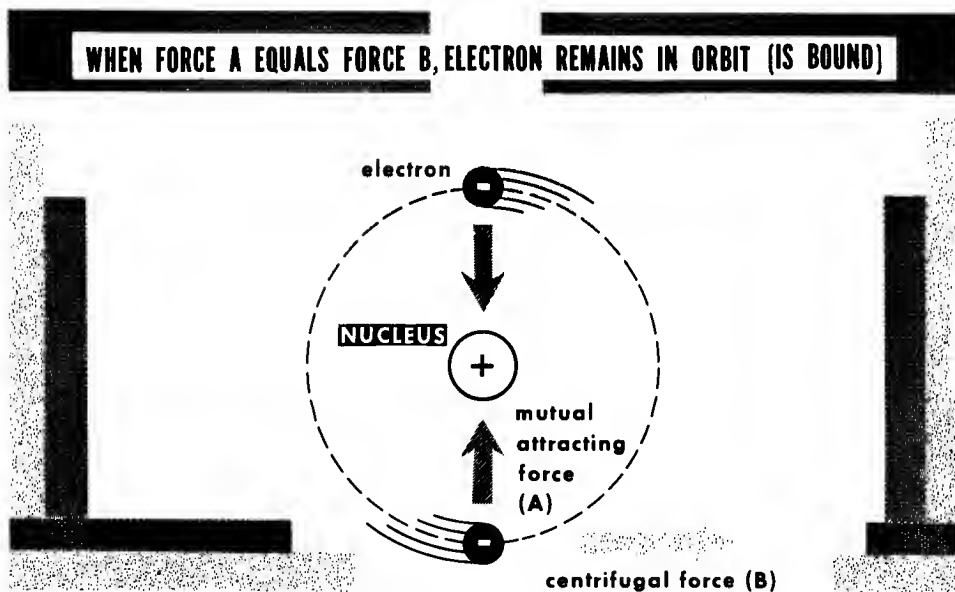 WHEN FORCE A EQUALS FORCE B, ELECTRON REMAINS IN ORBIT (IS BOUND)
electron
-
NUCLEUS
+
mutual
attracting
force
(A)
-
centrifugal force (B)